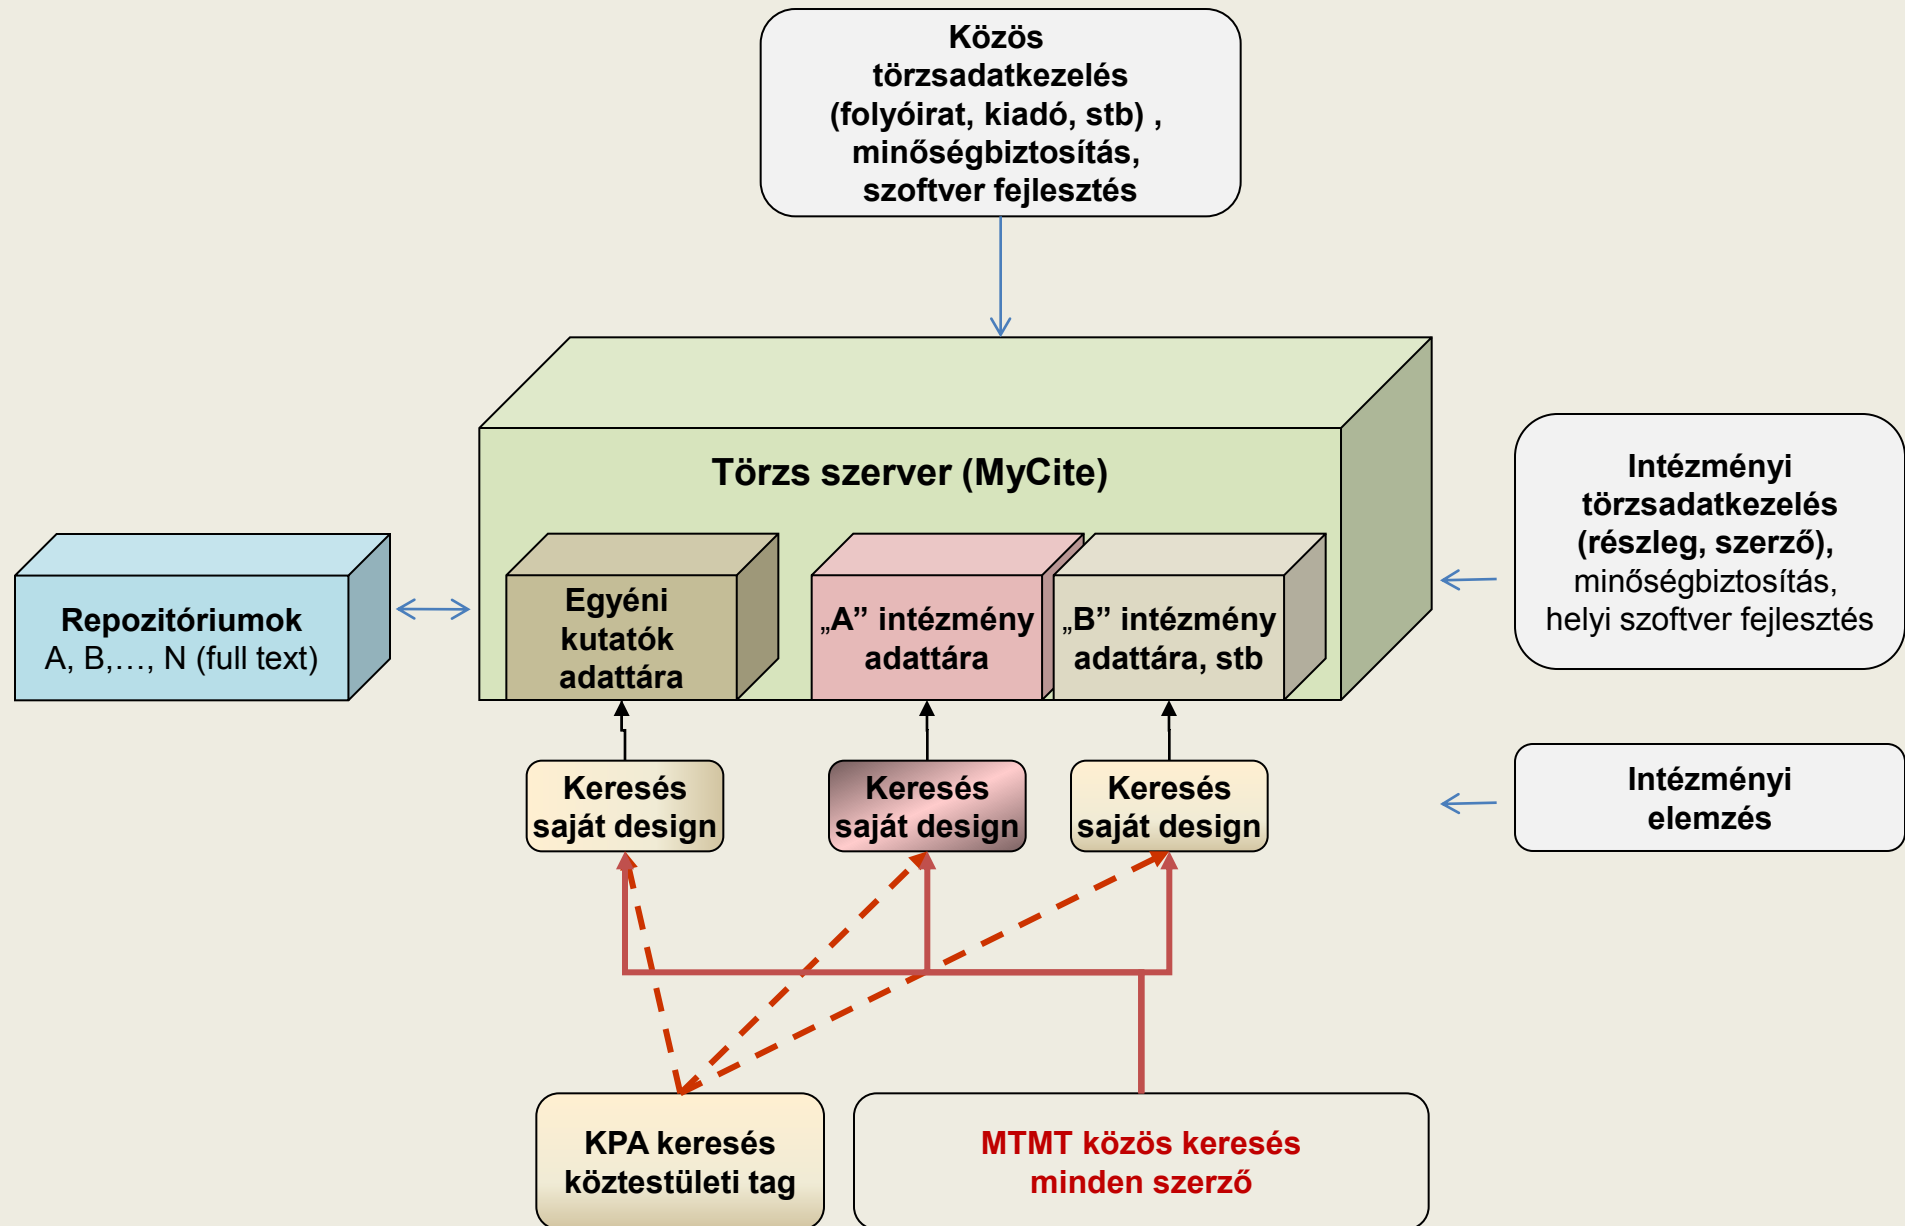 Közös
törzsadatkezelés
(folyóirat, kiadó, stb) ,
minőségbiztosítás,
szoftver fejlesztés
Törzs szerver (MyCite)
Repozitóriumok
A, B,…, N (full text)
Egyéni
kutatók
adattára
„A” intézmény
adattára
„B” intézmény
adattára, stb
Intézményi
törzsadatkezelés
(részleg, szerző),
minőségbiztosítás,
helyi szoftver fejlesztés
Keresés
saját design
Keresés
saját design
Keresés
saját design
Intézményi
elemzés
KPA keresés
köztestületi tag
MTMT közös keresés
minden szerző